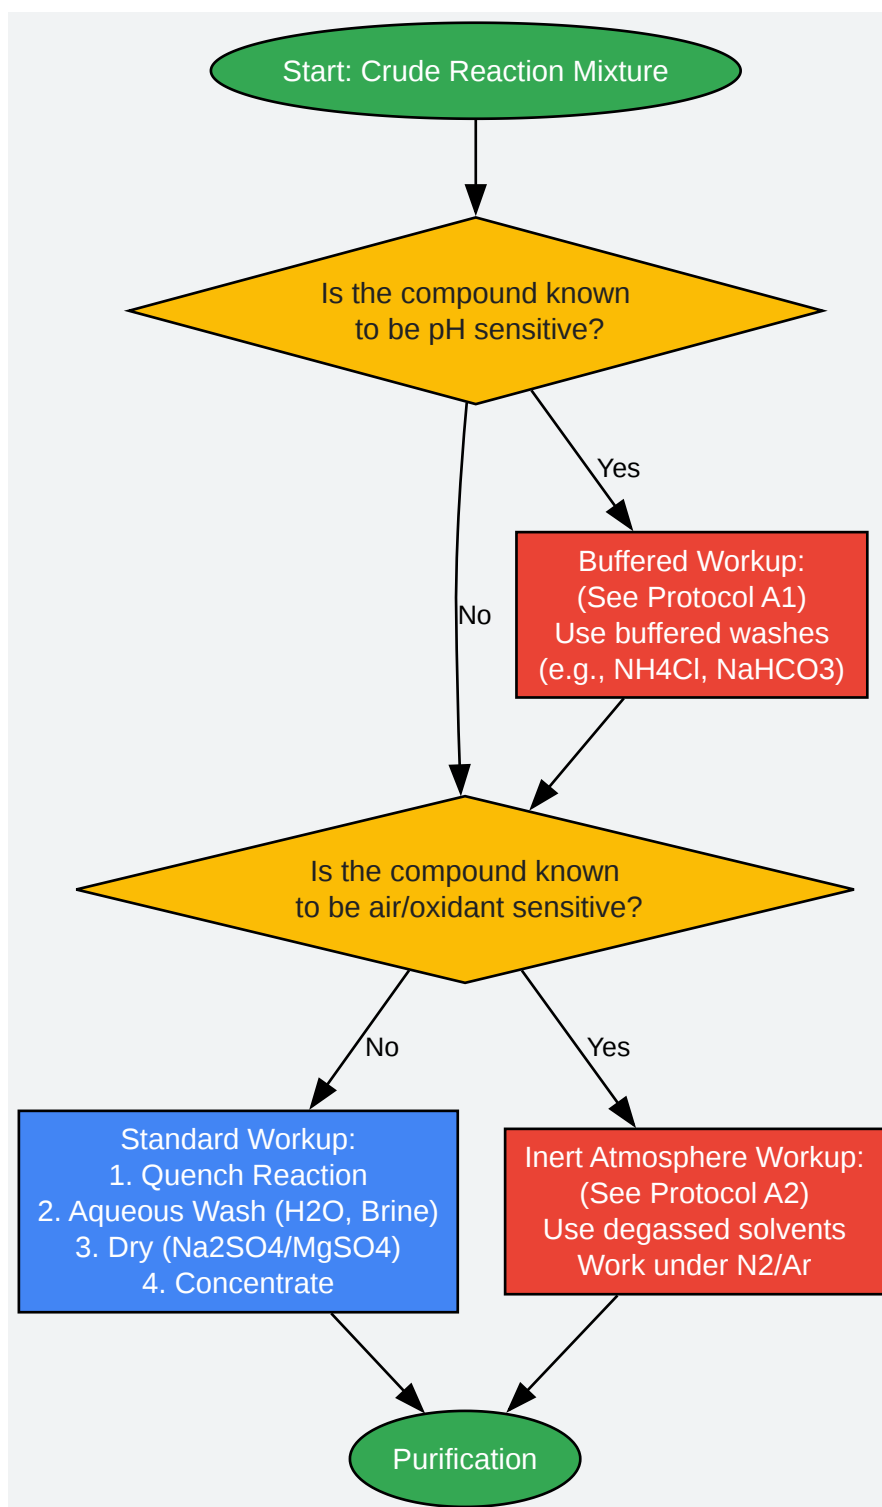 Start: Crude Reaction Mixture
Is the compound known
to be pH sensitive?
Yes
No
Buffered Workup:
(See Protocol A1)
Use buffered washes
(e.g., NH4Cl, NaHCO3)
Is the compound known
to be air/oxidant sensitive?
No
Yes
Standard Workup:
1. Quench Reaction
2. Aqueous Wash (H2O, Brine)
3. Dry (Na2SO4/MgSO4)
4. Concentrate
Inert Atmosphere Workup:
(See Protocol A2)
Use degassed solvents
Work under N2/Ar
Purification